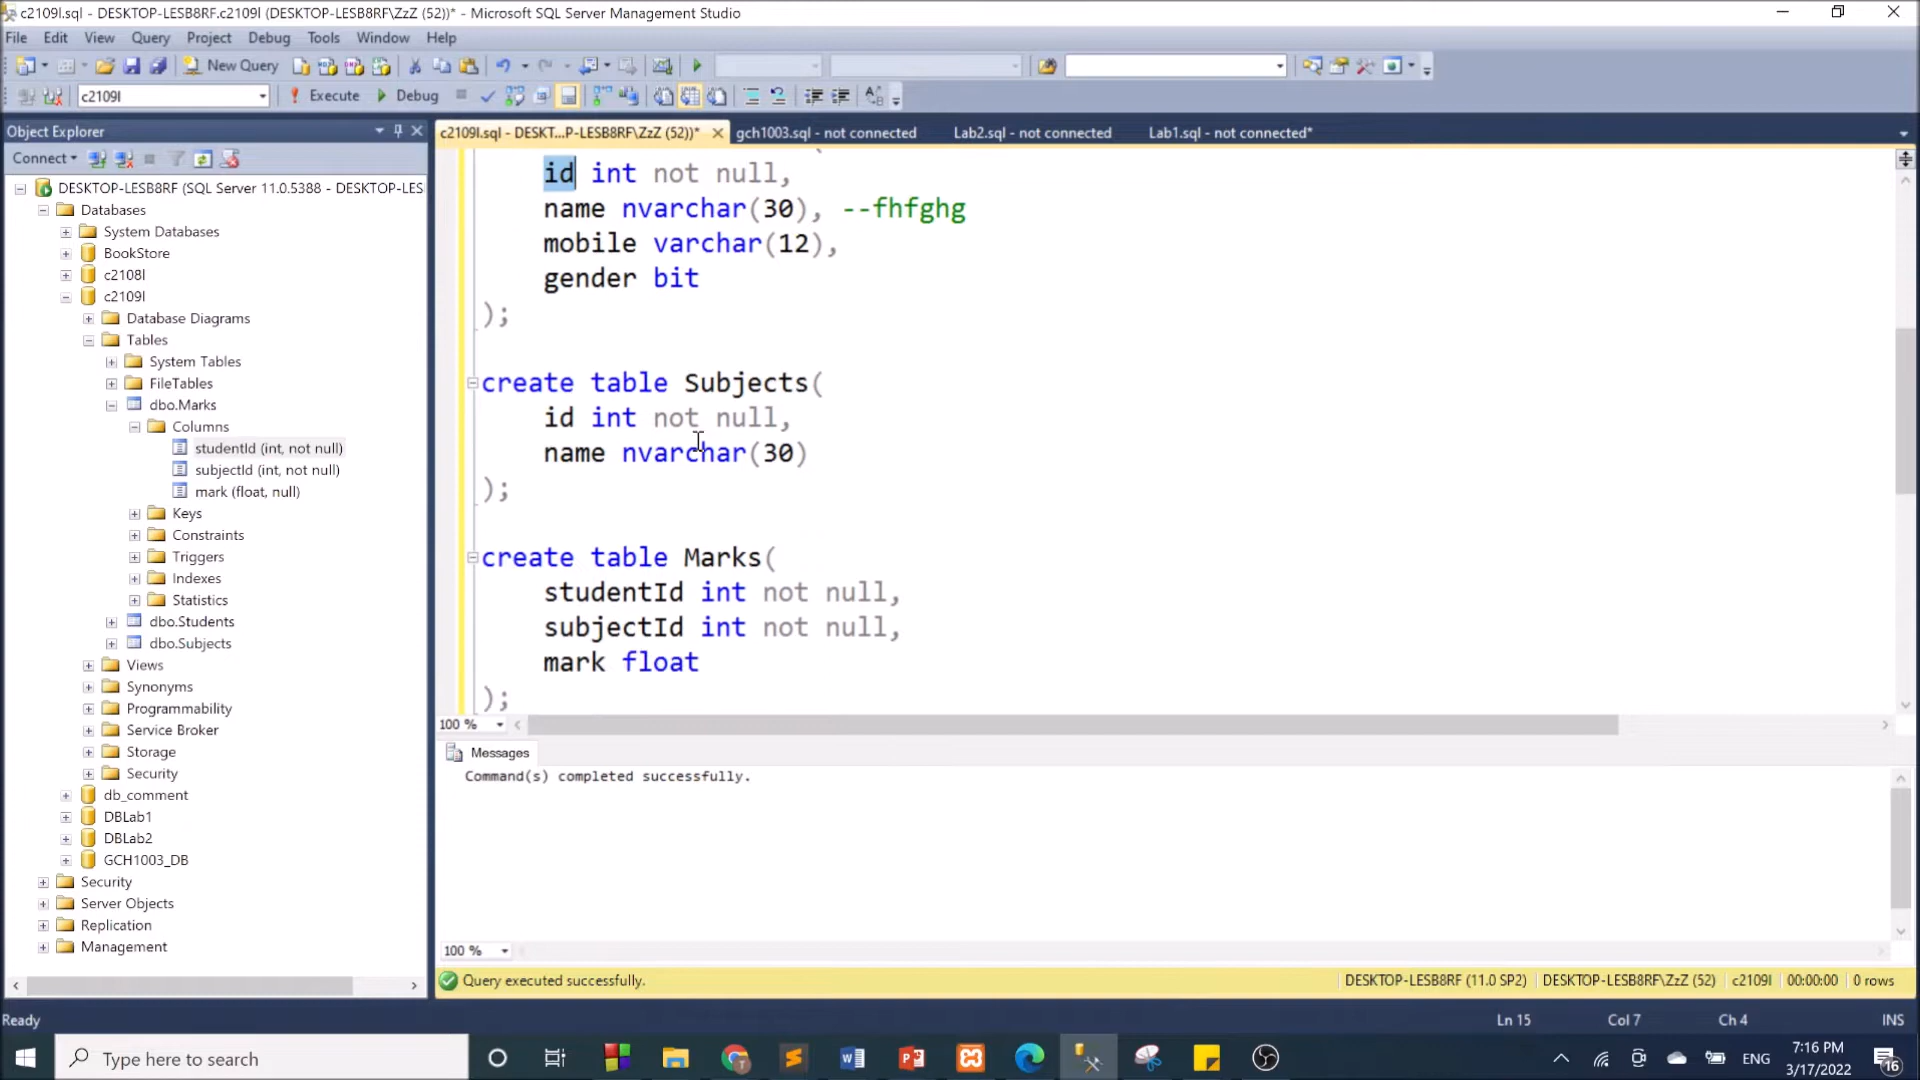 c2109l.sql - DESKTOP-LESB8RF.c2109l (DESKTOP-LESB8RF\ZzZ (52))* - Microsoft SQL Server Management Studio
File Edit View Query Project Debug Tools Window Help
New Query
c2109l Execute Debug
Object Explorer
c2109l.sql - DESKT...P-LESB8RF\ZzZ (52))* gch1003.sql - not connected Lab2.sql - not connected Lab1.sql - not connected*
Connect
DESKTOP-LESB8RF (SQL Server 11.0.5388 - DESKTOP-LES
Databases
System Databases
BookStore
c2108l
c2109l
Database Diagrams
Tables
System Tables
FileTables
dbo.Marks
Columns
studentId (int, not null)
subjectId (int, not null)
mark (float, null)
Keys
Constraints
Triggers
Indexes
Statistics
dbo.Students
dbo.Subjects
Views
Synonyms
Programmability
Service Broker
Storage
Security
db_comment
DBLab1
DBLab2
GCH1003_DB
Security
Server Objects
Replication
Management
id int not null,
name nvarchar(30), --fhfghg
mobile varchar(12),
gender bit
);
create table Subjects(
id int not null,
name nvarchar(30)
);
create table Marks(
studentId int not null,
subjectId int not null,
mark float
);
100 %
Messages
Command(s) completed successfully.
100 %
Query executed successfully. DESKTOP-LESB8RF (11.0 SP2) DESKTOP-LESB8RF\ZzZ (52) c2109l 00:00:00 0 rows
Ready Ln 15 Col 7 Ch 4 INS
Type here to search
ENG
7:16 PM
3/17/2022
16